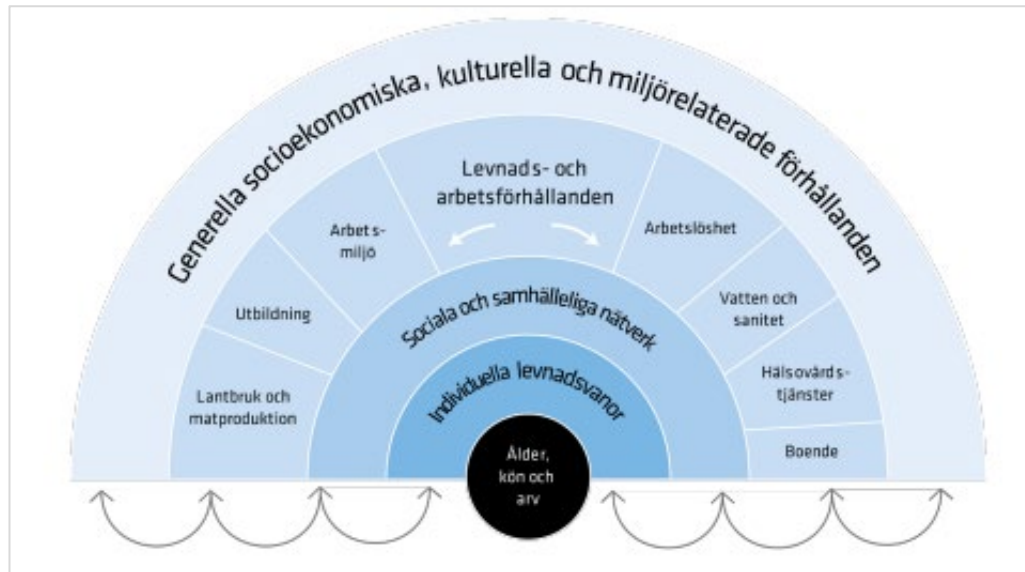 Generella socioekonomiska, kulturella och miljörelaterade förhållanden
Levnads- och
arbetsförhållanden
Arbets-
miljö
Arbetslöshet
Utbildning
Vatten och
sanitet
Lantbruk och
matproduktion
Hälsovårds-
tjänster
Boende
Sociala och samhälleliga nätverk
Individuella levnadsvanor
Ålder,
kön och
arv